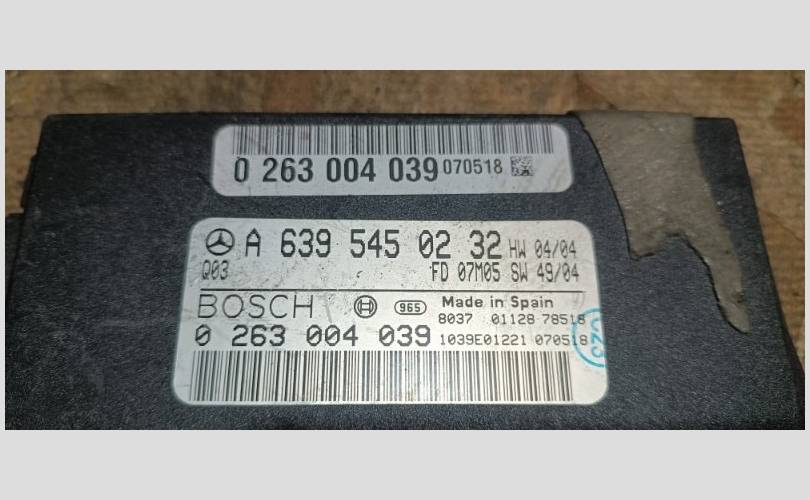 0 263 004 039 070518
A 639 545 02 32 HW 04/04
Q03 FD 07M05 SW 49/04
BOSCH 965 Made in Spain
8037 01128 78518
0 263 004 039 1039E01221 070518
028